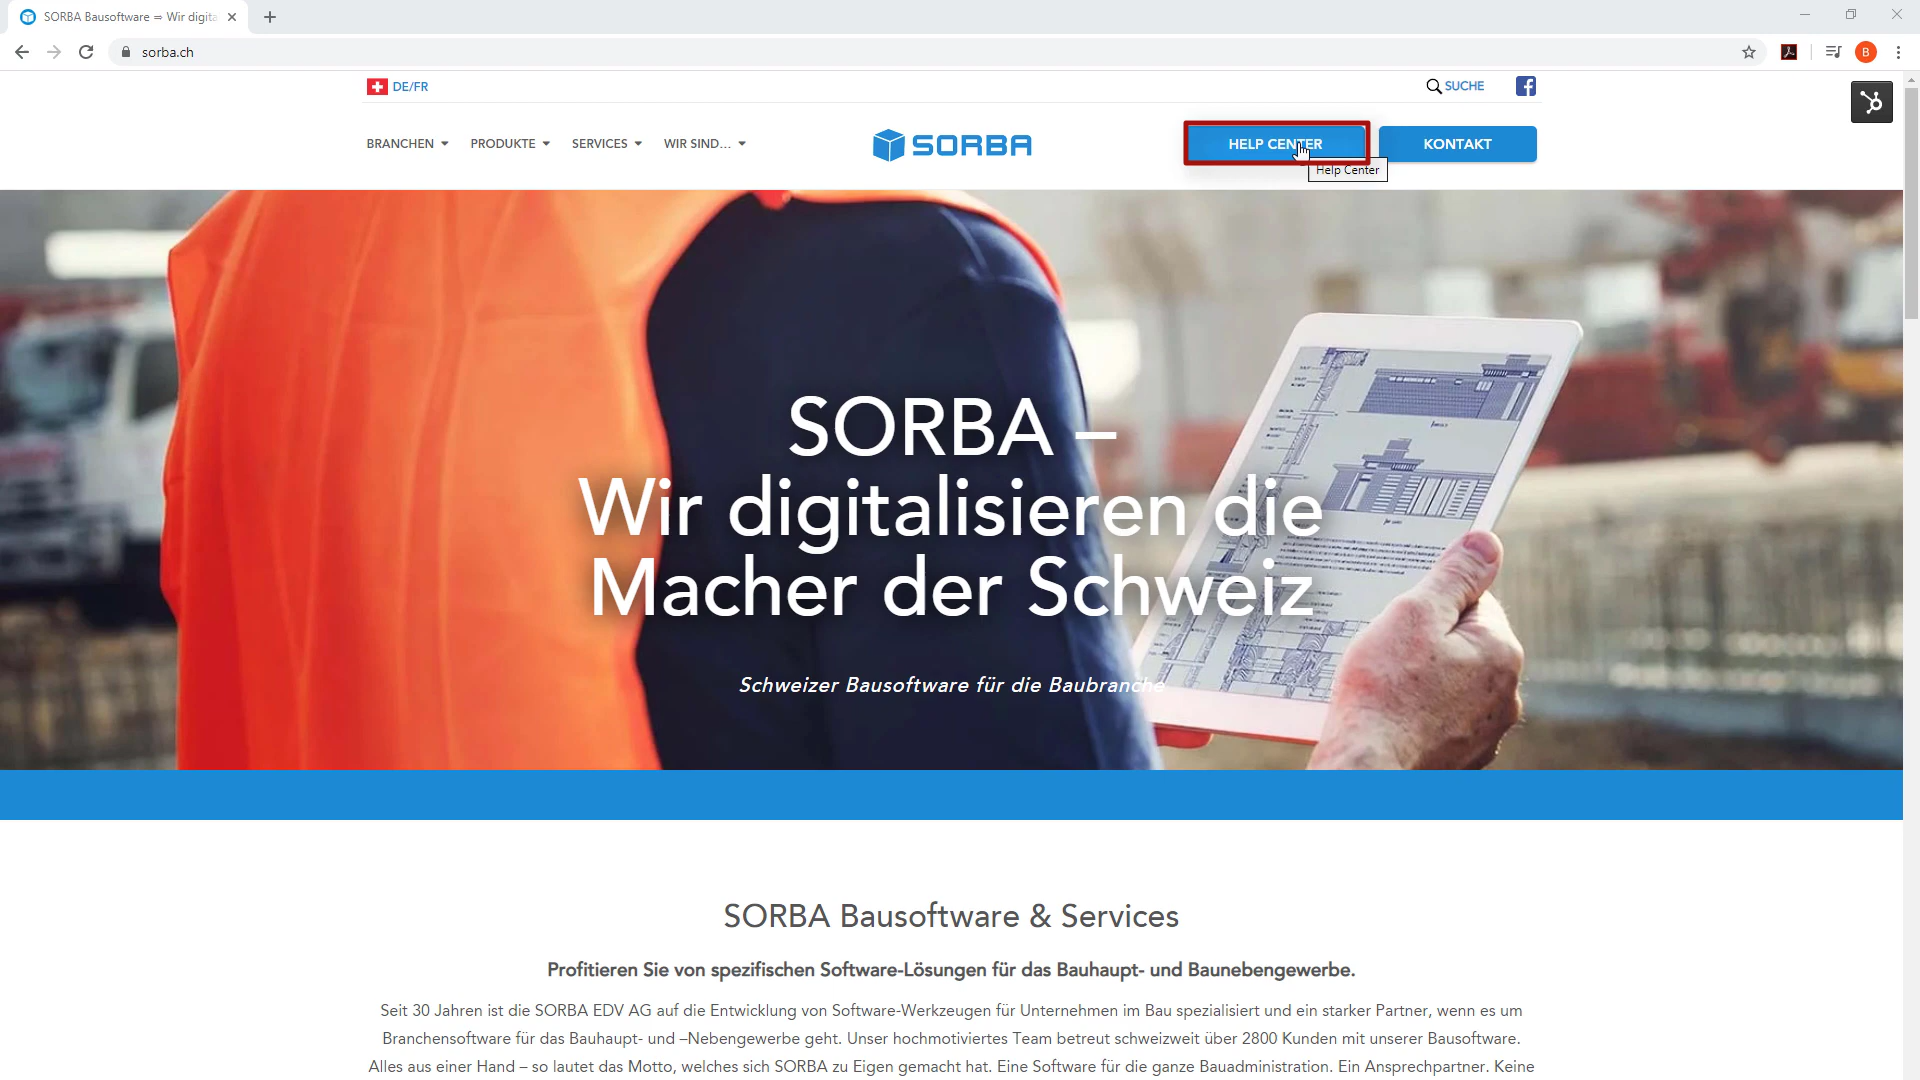 SORBA Bausoftware ⇒ Wir digita
sorba.ch
B
DE/FR
SUCHE
BRANCHEN
PRODUKTE
SERVICES
WIR SIND...
SORBA
HELP CENTER
KONTAKT
Help Center
SORBA –
Wir digitalisieren die
Macher der Schweiz
Schweizer Bausoftware für die Baubranche
SORBA Bausoftware & Services
Profitieren Sie von spezifischen Software-Lösungen für das Bauhaupt- und Baunebengewerbe.
Seit 30 Jahren ist die SORBA EDV AG auf die Entwicklung von Software-Werkzeugen für Unternehmen im Bau spezialisiert und ein starker Partner, wenn es um
Branchensoftware für das Bauhaupt- und –Nebengewerbe geht. Unser hochmotiviertes Team betreut schweizweit über 2800 Kunden mit unserer Bausoftware.
Alles aus einer Hand – so lautet das Motto, welches sich SORBA zu Eigen gemacht hat. Eine Software für die ganze Bauadministration. Ein Ansprechpartner. Keine